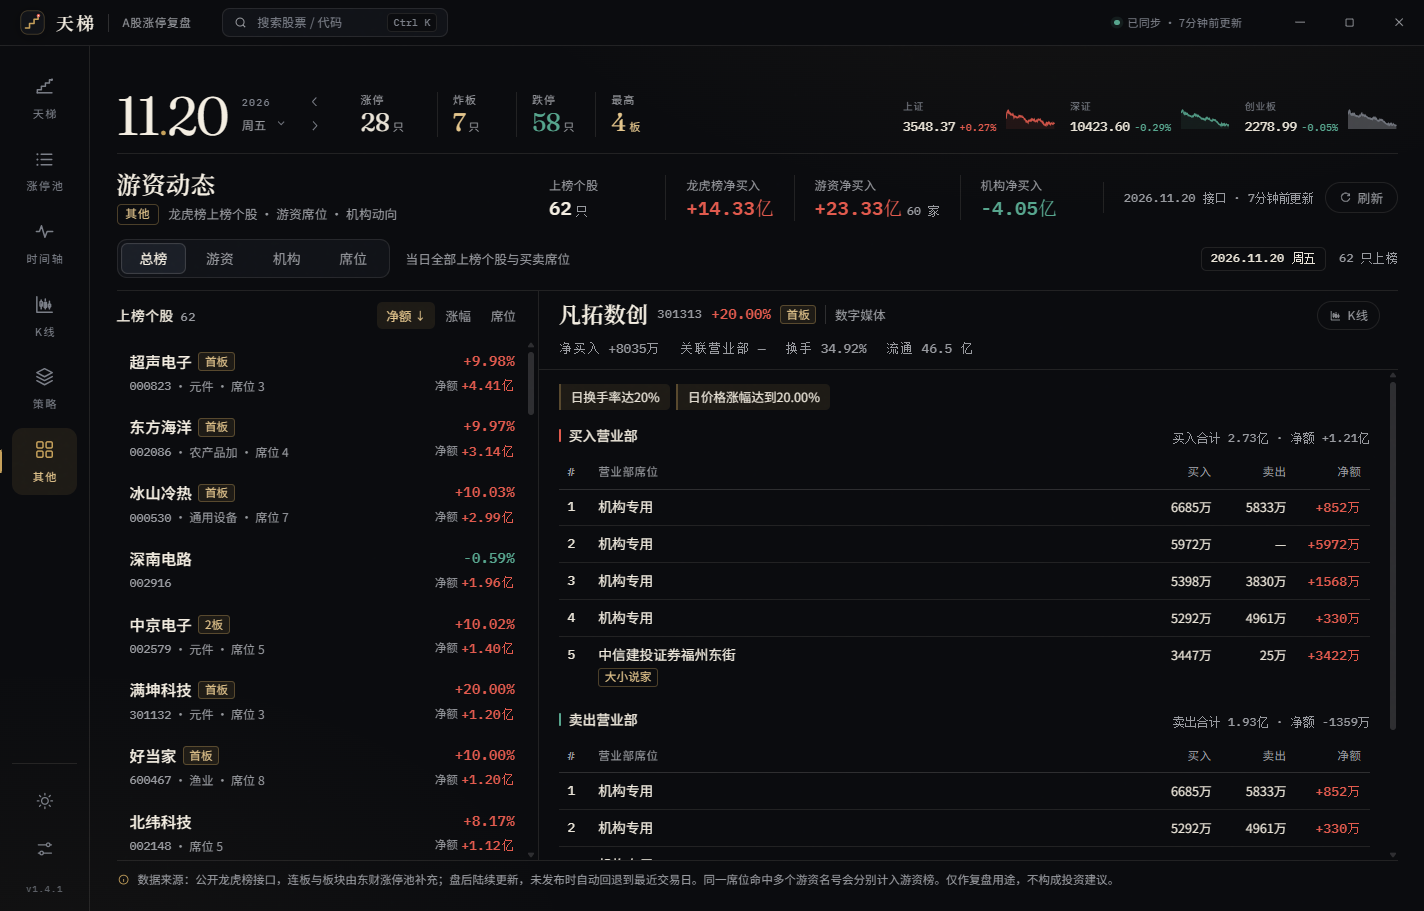 天梯 A股涨停复盘 搜索股票 / 代码 Ctrl K 已同步 · 7分钟前更新
天梯
涨停池
时间轴
K线
策略
其他
v1.4.1
11.20 2026 周五
涨停 28 只
炸板 7 只
跌停 58 只
最高 4 板
上证 3548.37 +0.27%
深证 10423.60 -0.29%
创业板 2278.99 -0.05%
游资动态
其他 龙虎榜上榜个股 · 游资席位 · 机构动向
上榜个股 62 只
龙虎榜净买入 +14.33亿
游资净买入 +23.33亿 60 家
机构净买入 -4.05亿
2026.11.20 接口 · 7分钟前更新 刷新
总榜 游资 机构 席位 当日全部上榜个股与买卖席位
2026.11.20 周五 62 只上榜
上榜个股 62 净额 ↓ 涨幅 席位
超声电子 首板 +9.98%
000823 · 元件 · 席位 3 净额 +4.41亿
东方海洋 首板 +9.97%
002086 · 农产品加 · 席位 4 净额 +3.14亿
冰山冷热 首板 +10.03%
000530 · 通用设备 · 席位 7 净额 +2.99亿
深南电路 -0.59%
002916 净额 +1.96亿
中京电子 2板 +10.02%
002579 · 元件 · 席位 5 净额 +1.40亿
满坤科技 首板 +20.00%
301132 · 元件 · 席位 3 净额 +1.20亿
好当家 首板 +10.00%
600467 · 渔业 · 席位 8 净额 +1.20亿
北纬科技 +8.17%
002148 · 席位 5 净额 +1.12亿
凡拓数创 301313 +20.00% 首板 数字媒体 K线
净买入 +8035万 关联营业部 — 换手 34.92% 流通 46.5 亿
日换手率达20% 日价格涨幅达到20.00%
买入营业部 买入合计 2.73亿 · 净额 +1.21亿
# 营业部席位 买入 卖出 净额
1 机构专用 6685万 5833万 +852万
2 机构专用 5972万 — +5972万
3 机构专用 5398万 3830万 +1568万
4 机构专用 5292万 4961万 +330万
5 中信建投证券福州东街 3447万 25万 +3422万
大小说家
卖出营业部 卖出合计 1.93亿 · 净额 -1359万
# 营业部席位 买入 卖出 净额
1 机构专用 6685万 5833万 +852万
2 机构专用 5292万 4961万 +330万
数据来源：公开龙虎榜接口，连板与板块由东财涨停池补充；盘后陆续更新，未发布时自动回退到最近交易日。同一席位命中多个游资名号会分别计入游资榜。仅作复盘用途，不构成投资建议。